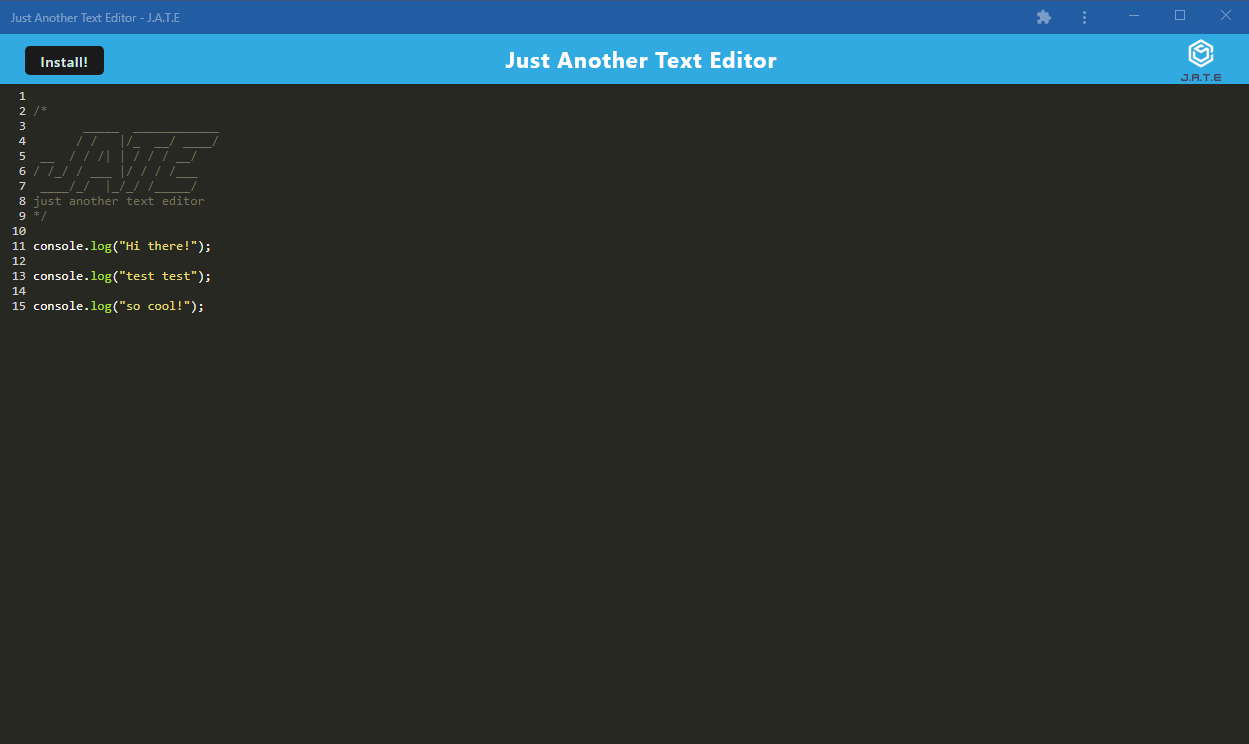 Just Another Text Editor - J.A.T.E
Install!
Just Another Text Editor
J.A.T.E
1
2 /*
3        _____  ____________
4       / /   |/_  __/ ____/
5  __  / / /| | / / / __/
6 / /_/ / ___ |/ / / /___
7  ____/_/  |_/_/ /_____/
8 just another text editor
9 */
10
11 console.log("Hi there!");
12
13 console.log("test test");
14
15 console.log("so cool!");